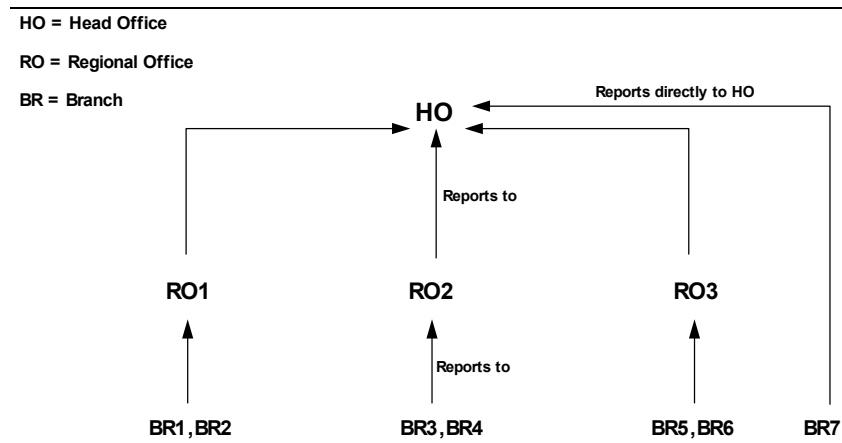 HO = Head Office
RO = Regional Office
BR = Branch
Reports directly to HO
HO
Reports to
RO1 RO2 RO3
Reports to
BR1,BR2 BR3,BR4 BR5,BR6 BR7